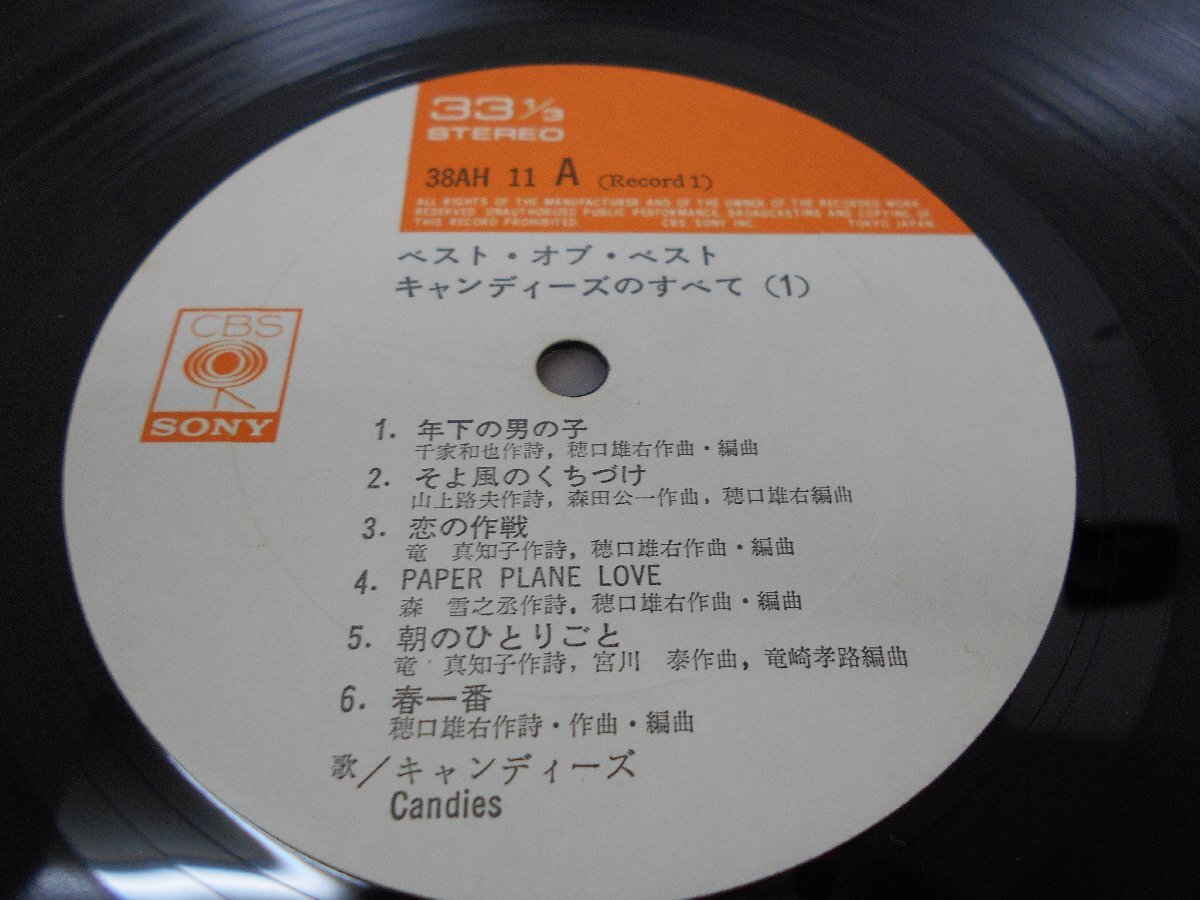 33 1/3
STEREO
38AH 11 A (Record 1)
ALL RIGHTS OF THE MANUFACTURER AND OF THE OWNER OF THE RECORDED WORK
RESERVED. UNAUTHORIZED PUBLIC PERFORMANCE, BROADCASTING AND COPYING OF
THIS RECORD PROHIBITED. CBS/SONY INC. TOKYO JAPAN
ベスト・オブ・ベスト
キャンディーズのすべて (1)
CBS
SONY
1. 年下の男の子
千家和也作詩, 穂口雄右作曲・編曲
2. そよ風のくちづけ
山上路夫作詩, 森田公一作曲, 穂口雄右編曲
3. 恋の作戦
竜 真知子作詩, 穂口雄右作曲・編曲
4. PAPER PLANE LOVE
森 雪之丞作詩, 穂口雄右作曲・編曲
5. 朝のひとりごと
竜 真知子作詩, 宮川 泰作曲, 竜崎孝路編曲
6. 春一番
穂口雄右作詩・作曲・編曲
歌/キャンディーズ
Candies